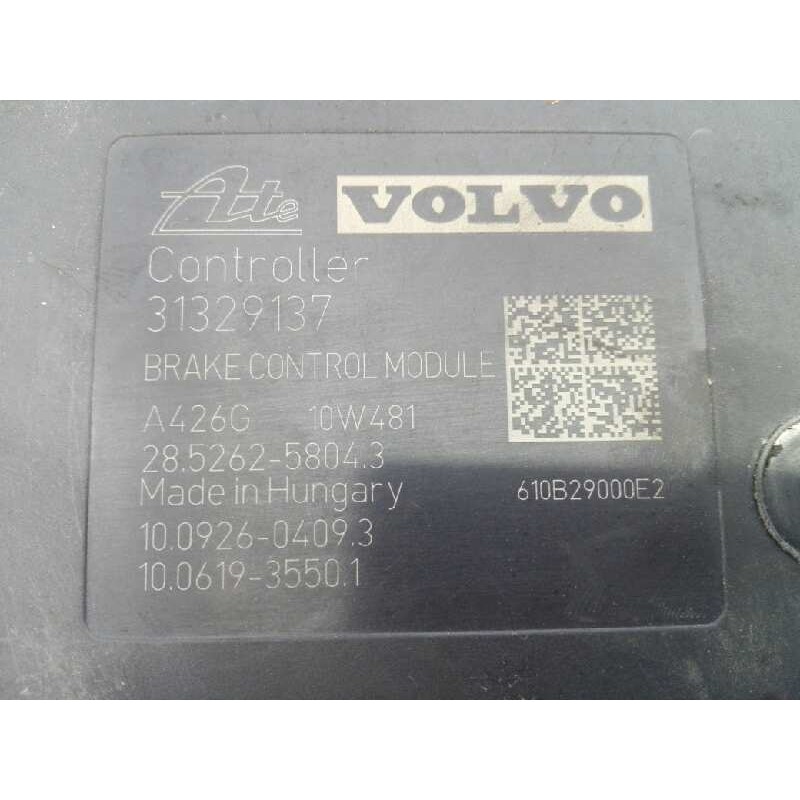 Ate VOLVO
Controller
31329137
BRAKE CONTROL MODULE
A426G 10W481
28.5262-5804.3
Made in Hungary 610B29000E2
10.0926-0409.3
10.0619-3550.1